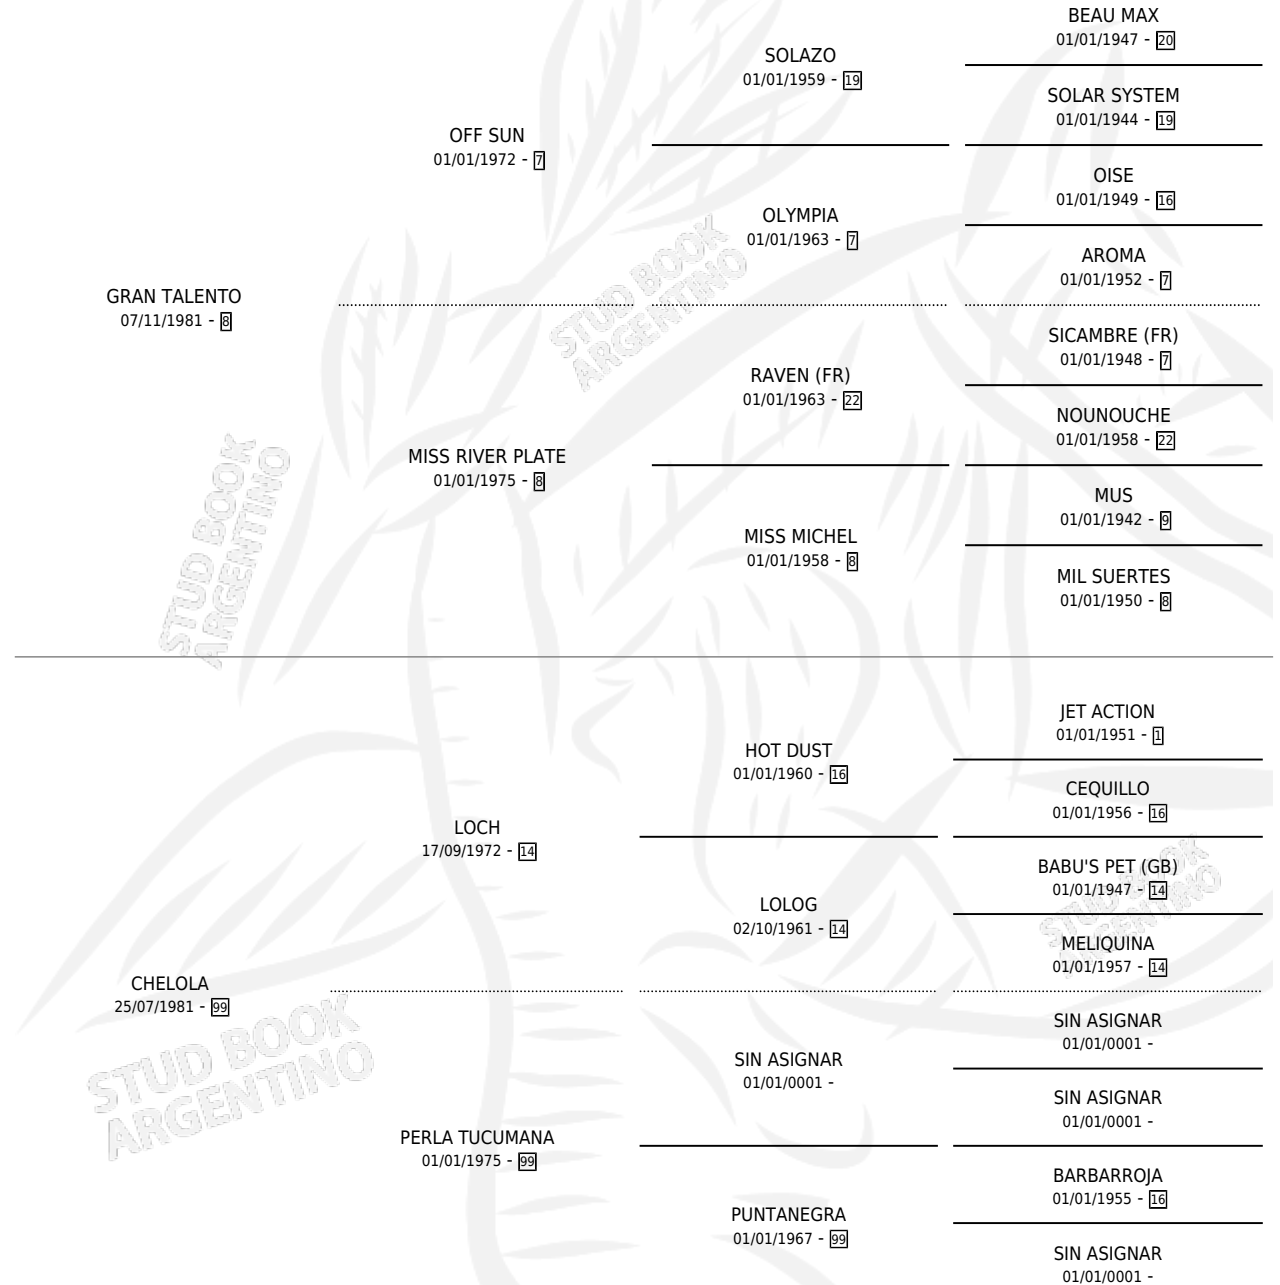 BEAU MAX
01/01/1947 - 20
SOLAZO
01/01/1959 - 19
SOLAR SYSTEM
01/01/1944 - 19
OFF SUN
01/01/1972 - 7
OISE
01/01/1949 - 16
OLYMPIA
01/01/1963 - 7
AROMA
01/01/1952 - 7
GRAN TALENTO
07/11/1981 - 8
SICAMBRE (FR)
01/01/1948 - 7
RAVEN (FR)
01/01/1963 - 22
NOUNOUCHE
01/01/1958 - 22
MISS RIVER PLATE
01/01/1975 - 8
MUS
01/01/1942 - 9
MISS MICHEL
01/01/1958 - 8
MIL SUERTES
01/01/1950 - 8
JET ACTION
01/01/1951 - 1
HOT DUST
01/01/1960 - 16
CEQUILLO
01/01/1956 - 16
LOCH
17/09/1972 - 14
BABU'S PET (GB)
01/01/1947 - 14
LOLOG
02/10/1961 - 14
MELIQUINA
01/01/1957 - 14
CHELOLA
25/07/1981 - 99
SIN ASIGNAR
01/01/0001 -
SIN ASIGNAR
01/01/0001 -
SIN ASIGNAR
01/01/0001 -
PERLA TUCUMANA
01/01/1975 - 99
BARBARROJA
01/01/1955 - 16
PUNTANEGRA
01/01/1967 - 99
SIN ASIGNAR
01/01/0001 -
STUD BOOK
ARGENTINO
STUD BOOK
ARGENTINO
STUD BOOK
ARGENTINO
STUD BOOK
ARGENTINO